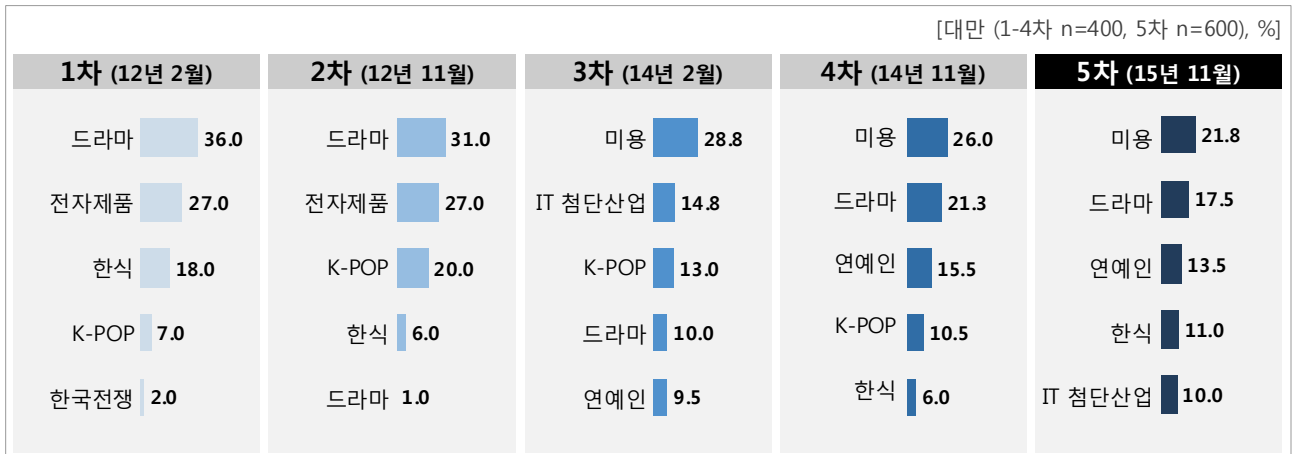 [대만 (1-4차 n=400, 5차 n=600), %]
1차 (12년 2월)
드라마 36.0
전자제품 27.0
한식 18.0
K-POP 7.0
한국전쟁 2.0
2차 (12년 11월)
드라마 31.0
전자제품 27.0
K-POP 20.0
한식 6.0
드라마 1.0
3차 (14년 2월)
미용 28.8
IT 첨단산업 14.8
K-POP 13.0
드라마 10.0
연예인 9.5
4차 (14년 11월)
미용 26.0
드라마 21.3
연예인 15.5
K-POP 10.5
한식 6.0
5차 (15년 11월)
미용 21.8
드라마 17.5
연예인 13.5
한식 11.0
IT 첨단산업 10.0